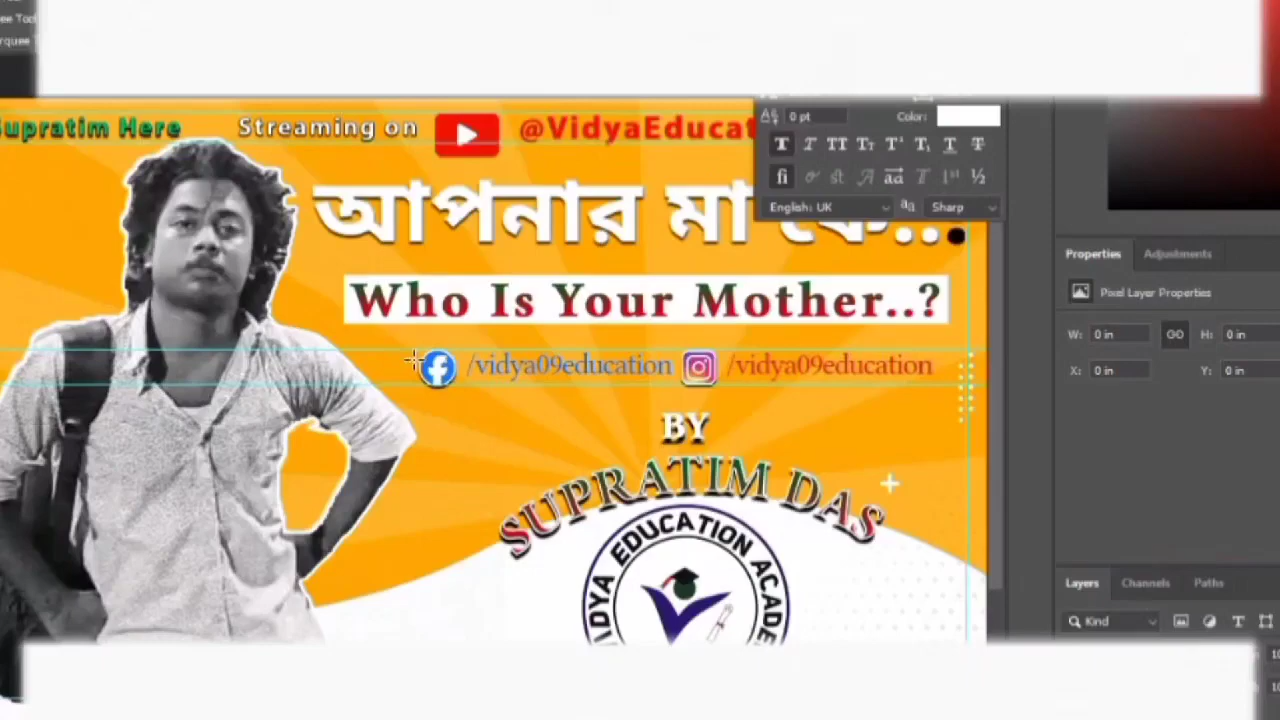 Supratim Here
Streaming on
@VidyaEducat
আপনার মা কে..
Who Is Your Mother..?
/vidya09education
/vidya09education
BY
SUPRATIM DAS
VIDYA EDUCATION ACADE
0 pt
Color:
English: UK
Sharp
Properties
Adjustments
Pixel Layer Properties
W:
0 in
H:
0 in
X:
0 in
Y:
0 in
Layers
Channels
Paths
Kind